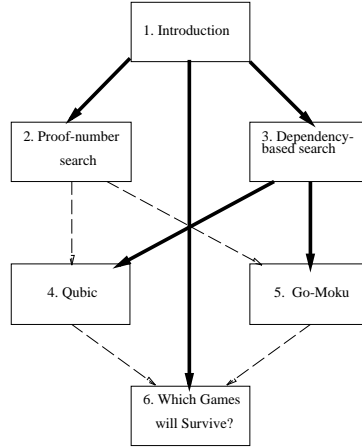 1. Introduction
2. Proof-number
search
3. Dependency-
based search
4. Qubic
5. Go-Moku
6. Which Games
will Survive?